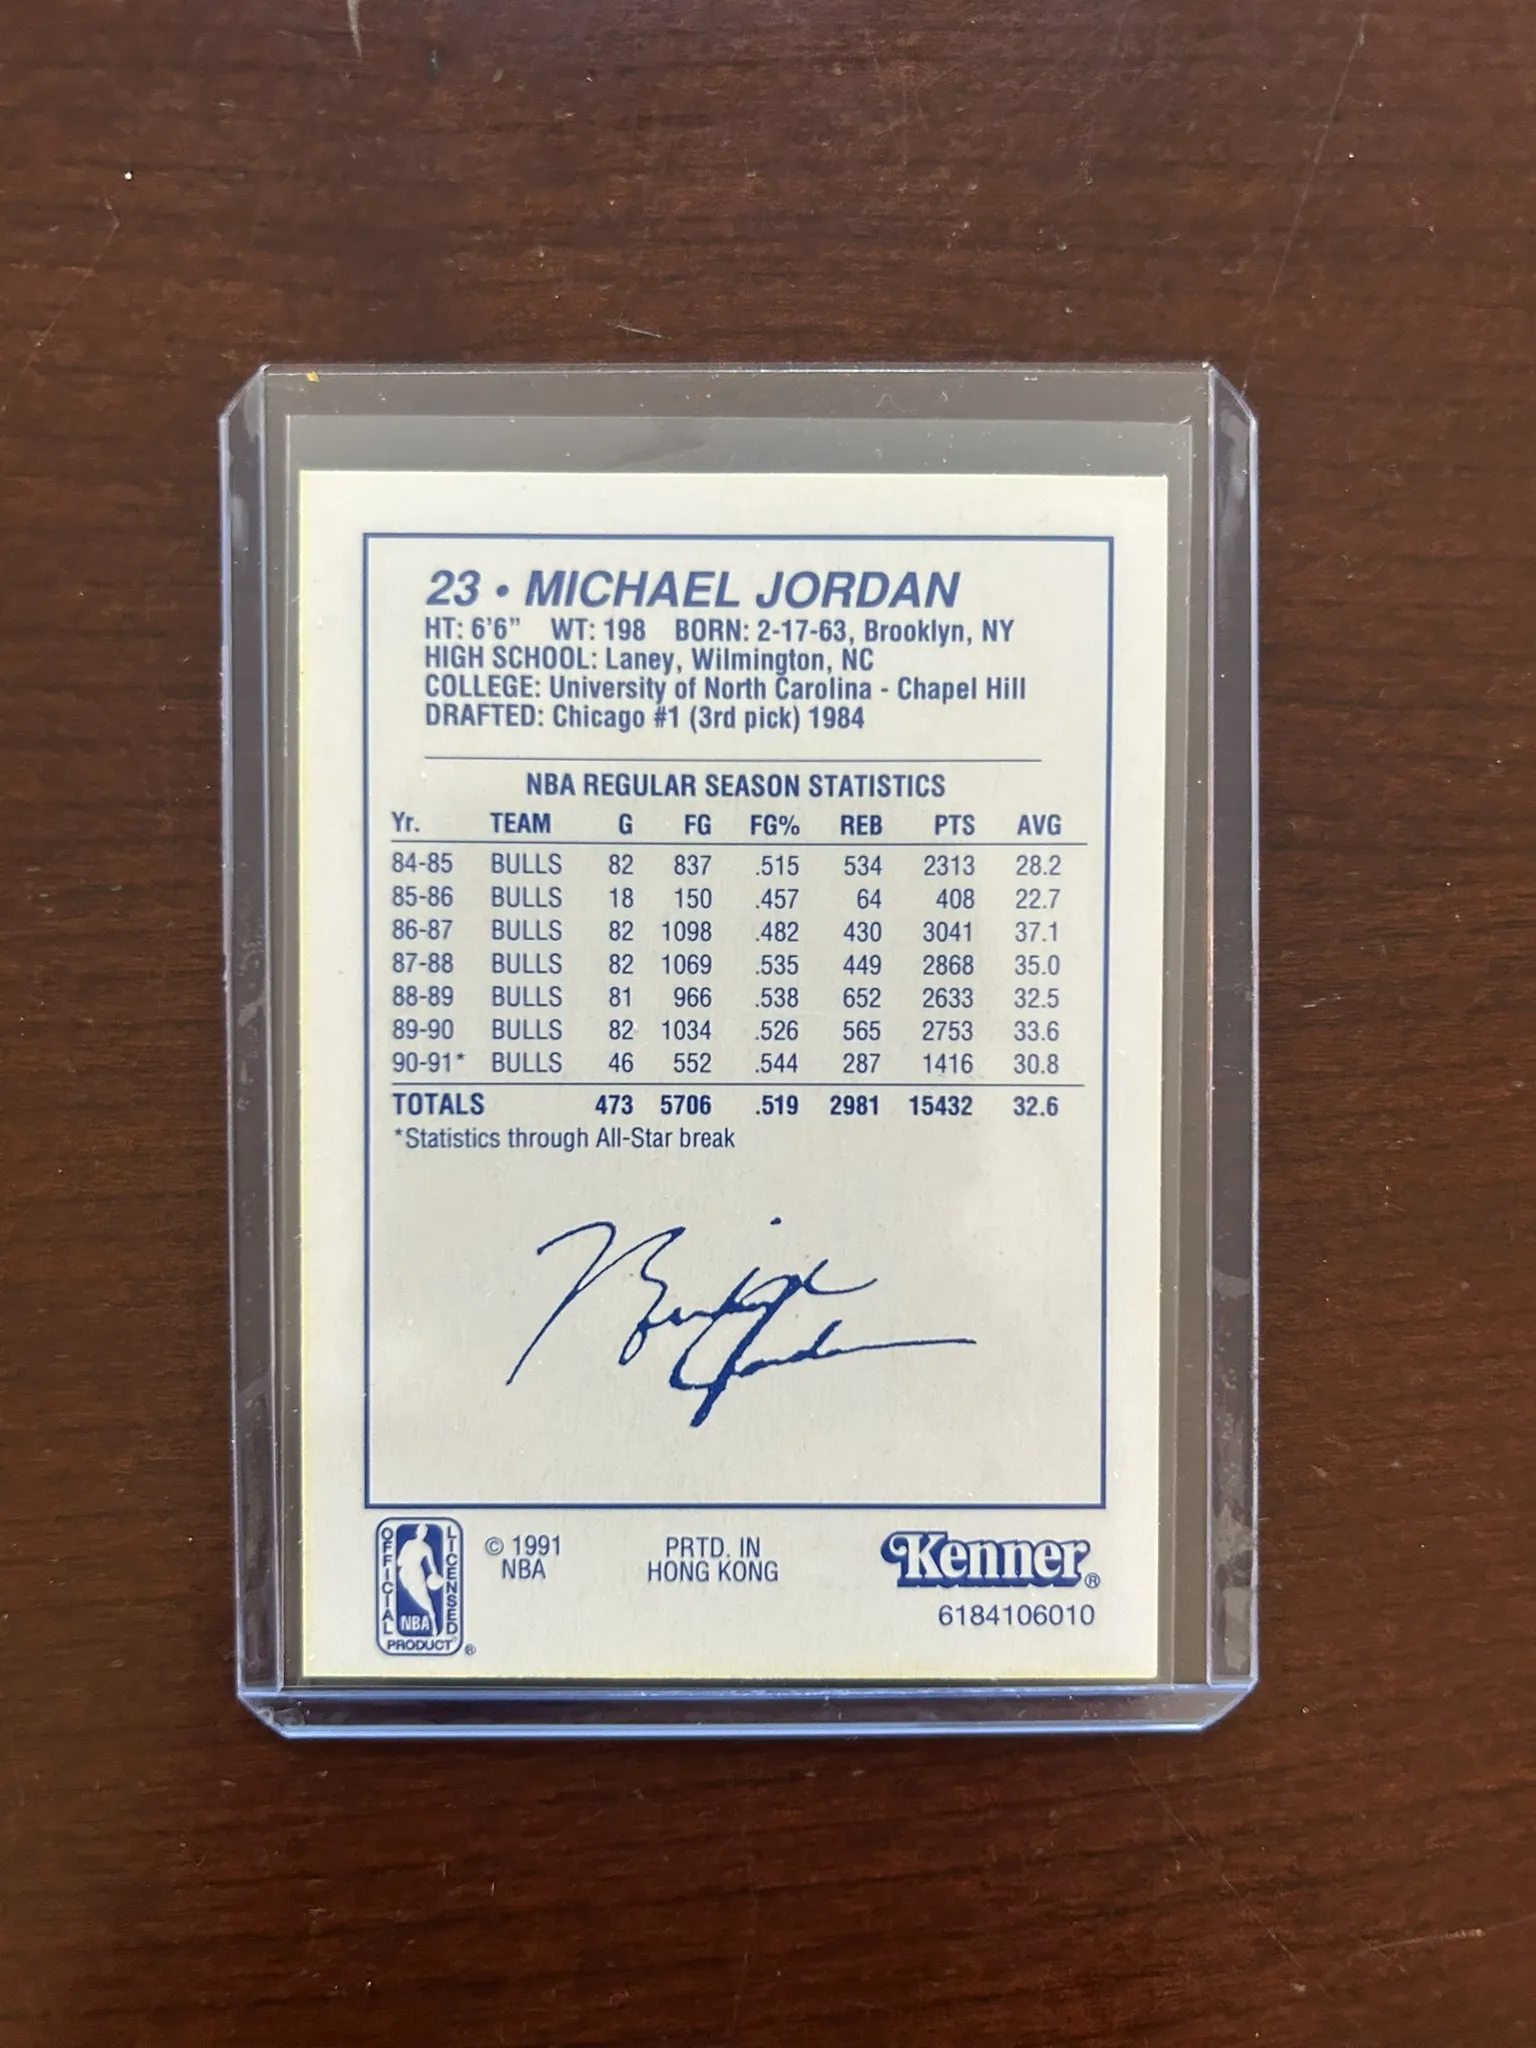 23 • MICHAEL JORDAN
HT: 6'6" WT: 198 BORN: 2-17-63, Brooklyn, NY
HIGH SCHOOL: Laney, Wilmington, NC
COLLEGE: University of North Carolina - Chapel Hill
DRAFTED: Chicago #1 (3rd pick) 1984
NBA REGULAR SEASON STATISTICS
Yr. TEAM G FG FG% REB PTS AVG
84-85 BULLS 82 837 .515 534 2313 28.2
85-86 BULLS 18 150 .457 64 408 22.7
86-87 BULLS 82 1098 .482 430 3041 37.1
87-88 BULLS 82 1069 .535 449 2868 35.0
88-89 BULLS 81 966 .538 652 2633 32.5
89-90 BULLS 82 1034 .526 565 2753 33.6
90-91* BULLS 46 552 .544 287 1416 30.8
TOTALS 473 5706 .519 2981 15432 32.6
*Statistics through All-Star break
Michael
Jordan
OFFICIAL LICENSED
NBA
PRODUCT ®
© 1991
NBA
PRTD. IN
HONG KONG
Kenner®
6184106010